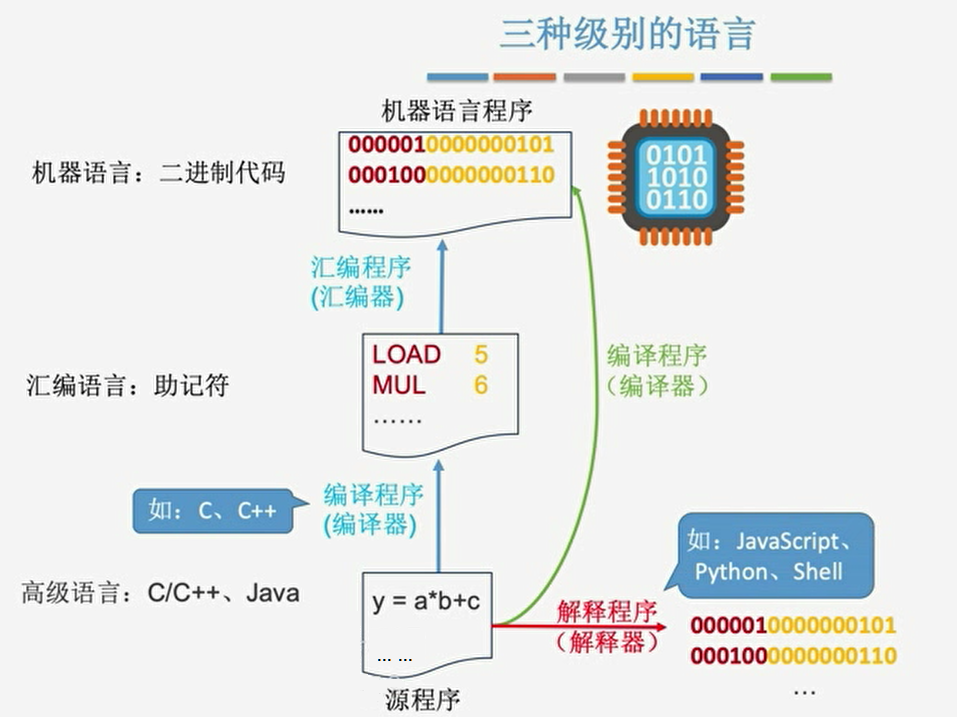 三种级别的语言
机器语言程序
0000010000000101
0001000000000110
......
机器语言：二进制代码
0101
1010
0110
汇编程序
(汇编器)
编译程序
（编译器）
汇编语言：助记符
LOAD 5
MUL 6
……
如：C、C++
编译程序
(编译器)
如：JavaScript、
Python、Shell
高级语言：C/C++、Java
y = a*b+c
... ...
源程序
解释程序
（解释器）
0000010000000101
0001000000000110
...